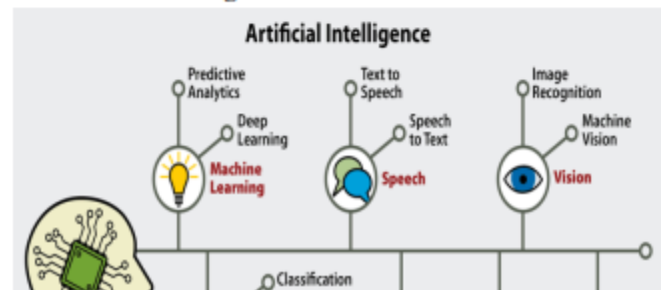 Artificial Intelligence
Predictive
Analytics
Deep
Learning
Machine
Learning
Text to
Speech
Speech
to Text
Speech
Image
Recognition
Machine
Vision
Vision
Classification